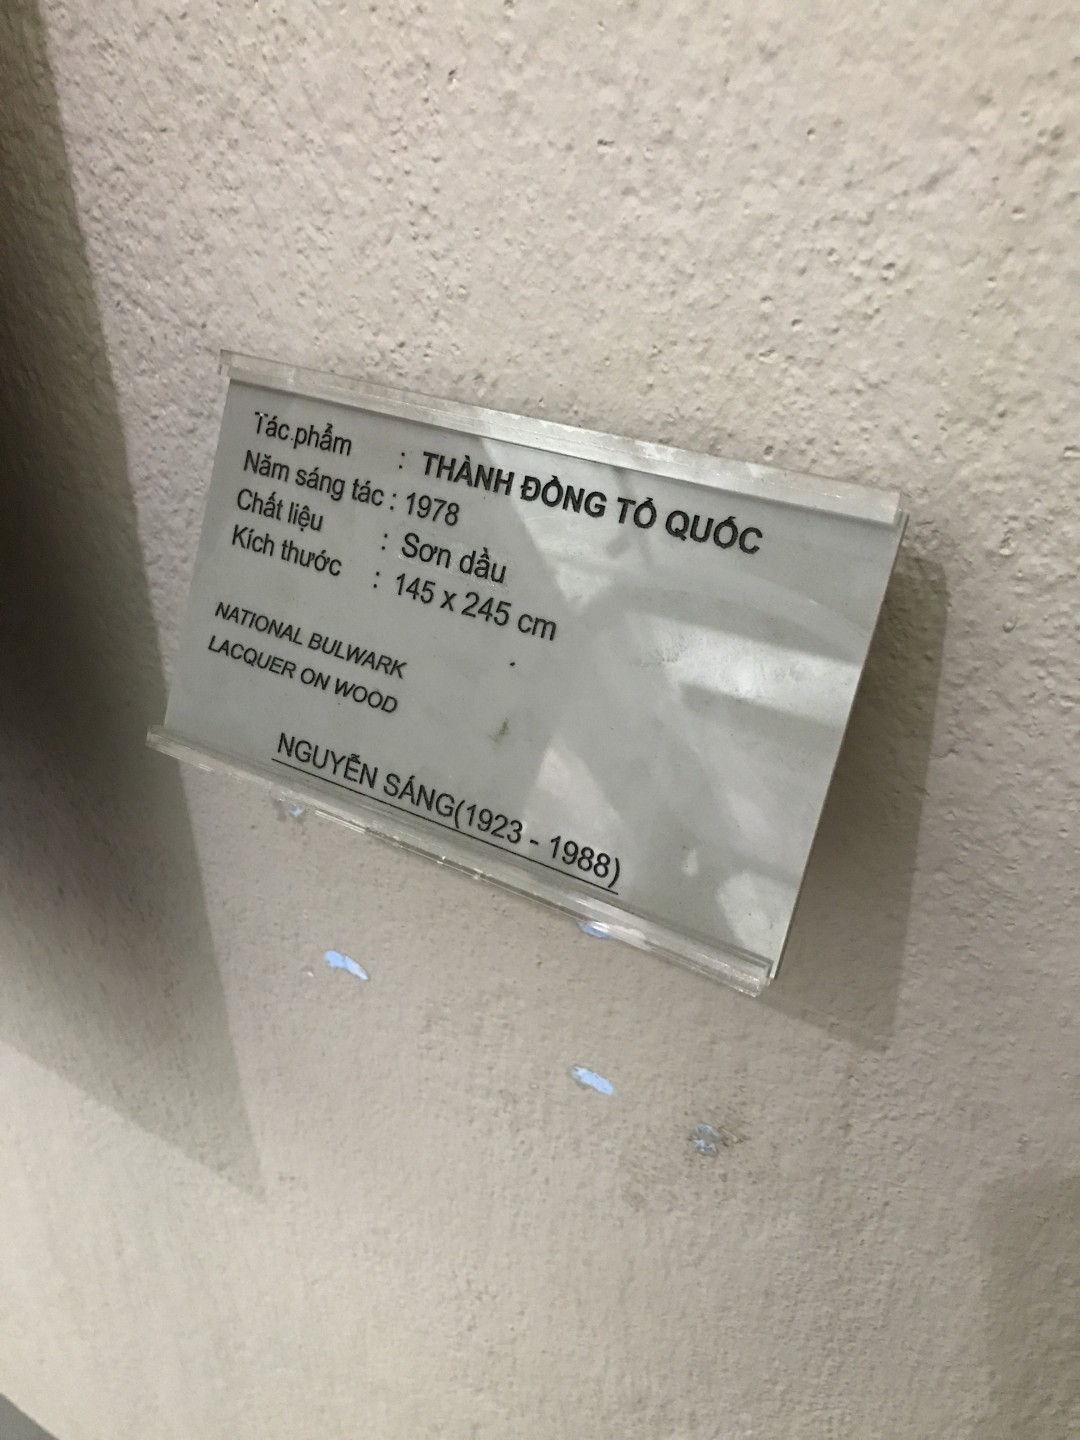 Tác phẩm : THÀNH ĐỒNG TỔ QUỐC
Năm sáng tác : 1978
Chất liệu : Sơn dầu
Kích thước : 145 x 245 cm
NATIONAL BULWARK
LACQUER ON WOOD
NGUYỄN SÁNG(1923 - 1988)